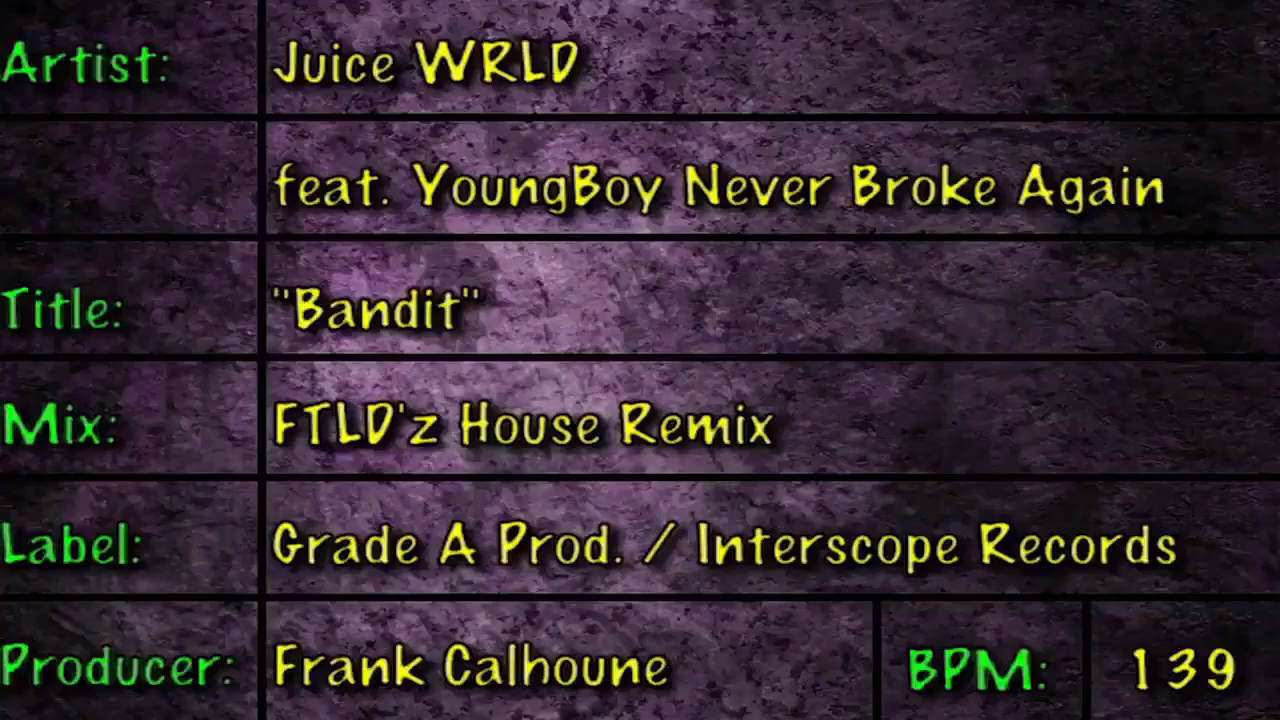 Artist: Juice WRLD
feat. YoungBoy Never Broke Again
Title: "Bandit"
Mix: FTLD'z House Remix
Label: Grade A Prod. / Interscope Records
Producer: Frank Calhoune BPM: 139